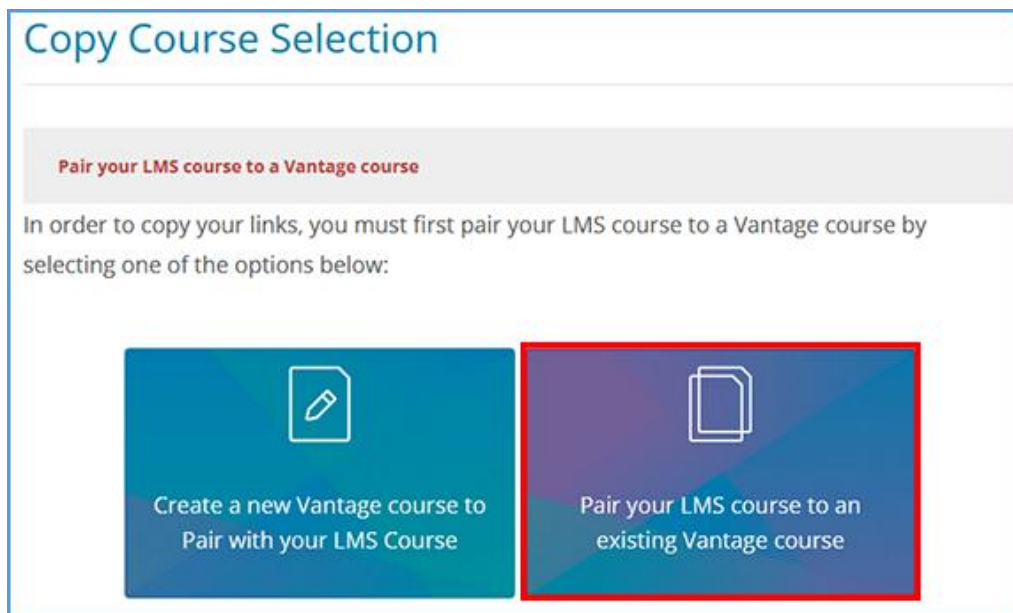 Copy Course Selection
Pair your LMS course to a Vantage course
In order to copy your links, you must first pair your LMS course to a Vantage course by
selecting one of the options below:
Create a new Vantage course to
Pair with your LMS Course
Pair your LMS course to an
existing Vantage course